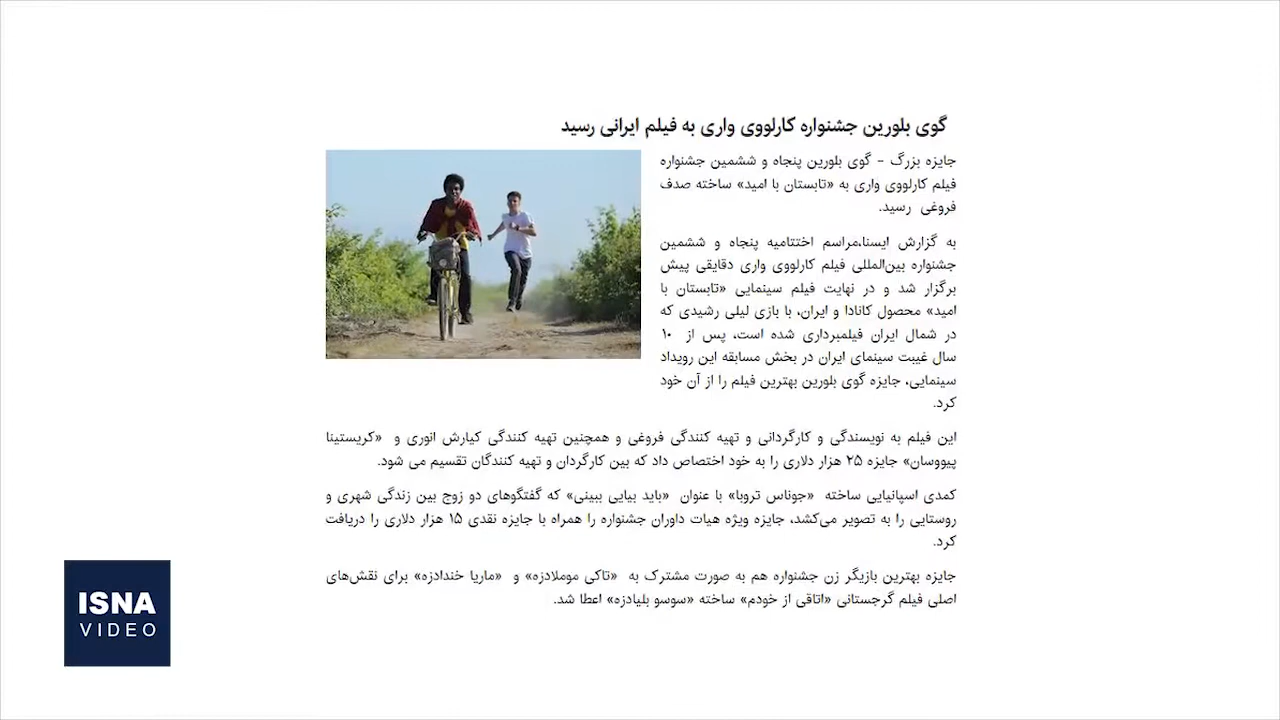 گوی بلورین جشنواره کارلووی واری به فیلم ایرانی رسید
جایزه بزرگ - گوی بلورین پنجاه و ششمین جشنواره
فیلم کارلووی واری به «تابستان با امید» ساخته صدف
فروغی رسید.
به گزارش ایسنا،مراسم اختتامیه پنجاه و ششمین
جشنواره بین‌المللی فیلم کارلووی واری دقایقی پیش
برگزار شد و در نهایت فیلم سینمایی «تابستان با
امید» محصول کانادا و ایران، با بازی لیلی رشیدی که
در شمال ایران فیلمبرداری شده است، پس از ۱۰
سال غیبت سینمای ایران در بخش مسابقه این رویداد
سینمایی، جایزه گوی بلورین بهترین فیلم را از آن خود
کرد.
این فیلم به نویسندگی و کارگردانی و تهیه کنندگی فروغی و همچنین تهیه کنندگی کیارش انوری و «کریستینا
پیووسان» جایزه ۲۵ هزار دلاری را به خود اختصاص داد که بین کارگردان و تهیه کنندگان تقسیم می شود.
کمدی اسپانیایی ساخته «جوناس تروبا» با عنوان «باید بیایی ببینی» که گفتگوهای دو زوج بین زندگی شهری و
روستایی را به تصویر می‌کشد، جایزه ویژه هیات داوران جشنواره را همراه با جایزه نقدی ۱۵ هزار دلاری را دریافت
کرد.
جایزه بهترین بازیگر زن جشنواره هم به صورت مشترک به «تاکی موملادزه» و «ماریا خندادزه» برای نقش‌های
اصلی فیلم گرجستانی «اتاقی از خودم» ساخته «سوسو بلیادزه» اعطا شد.
ISNA
VIDEO